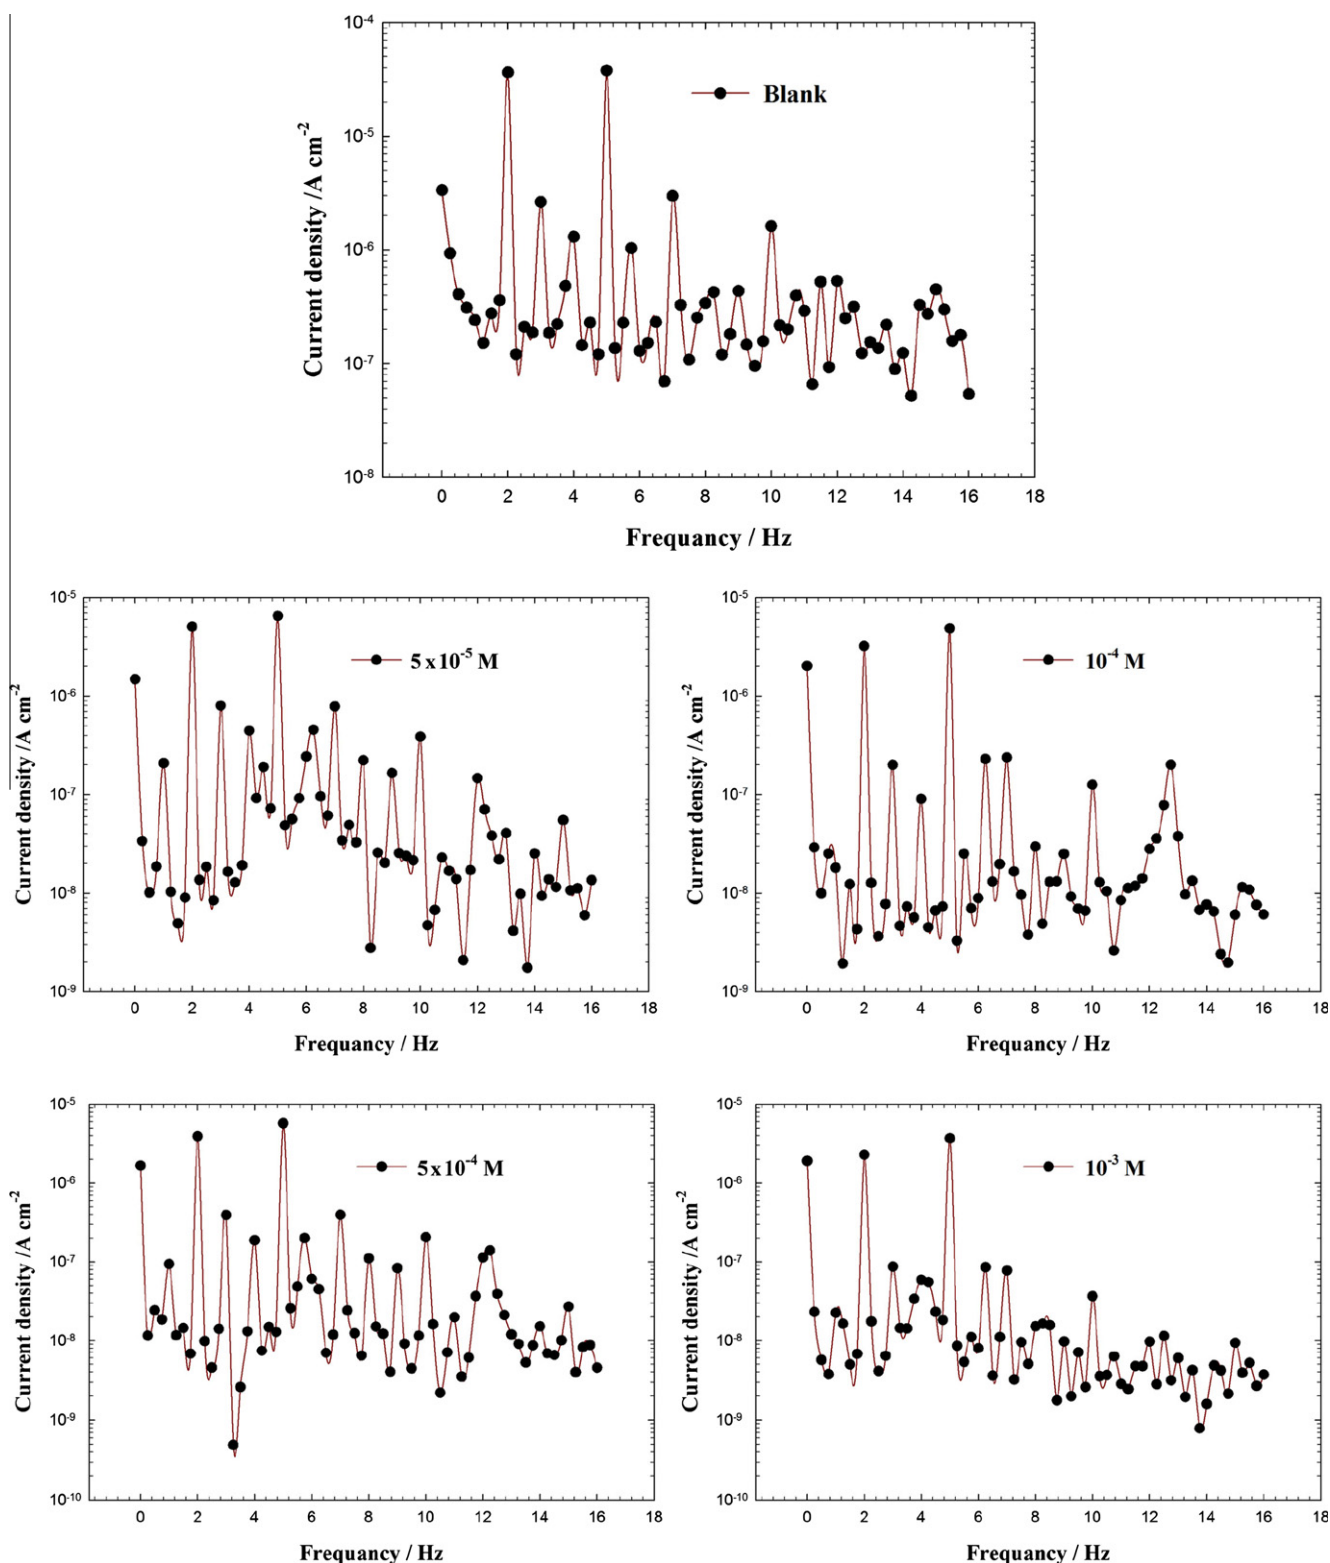 10⁻⁴
Blank
10⁻⁵
10⁻⁶
10⁻⁷
10⁻⁸
Current density /A cm⁻²
0 2 4 6 8 10 12 14 16 18
Frequancy / Hz
10⁻⁵
5 x 10⁻⁵ M
10⁻⁶
10⁻⁷
10⁻⁸
10⁻⁹
Current density /A cm⁻²
0 2 4 6 8 10 12 14 16 18
Frequancy / Hz
10⁻⁵
10⁻⁴ M
10⁻⁶
10⁻⁷
10⁻⁸
10⁻⁹
Current density /A cm⁻²
0 2 4 6 8 10 12 14 16 18
Frequancy / Hz
10⁻⁵
5 x 10⁻⁴ M
10⁻⁶
10⁻⁷
10⁻⁸
10⁻⁹
10⁻¹⁰
Current density /A cm⁻²
0 2 4 6 8 10 12 14 16 18
Frequancy / Hz
10⁻⁵
10⁻³ M
10⁻⁶
10⁻⁷
10⁻⁸
10⁻⁹
10⁻¹⁰
Current density /A cm⁻²
0 2 4 6 8 10 12 14 16 18
Frequancy / Hz